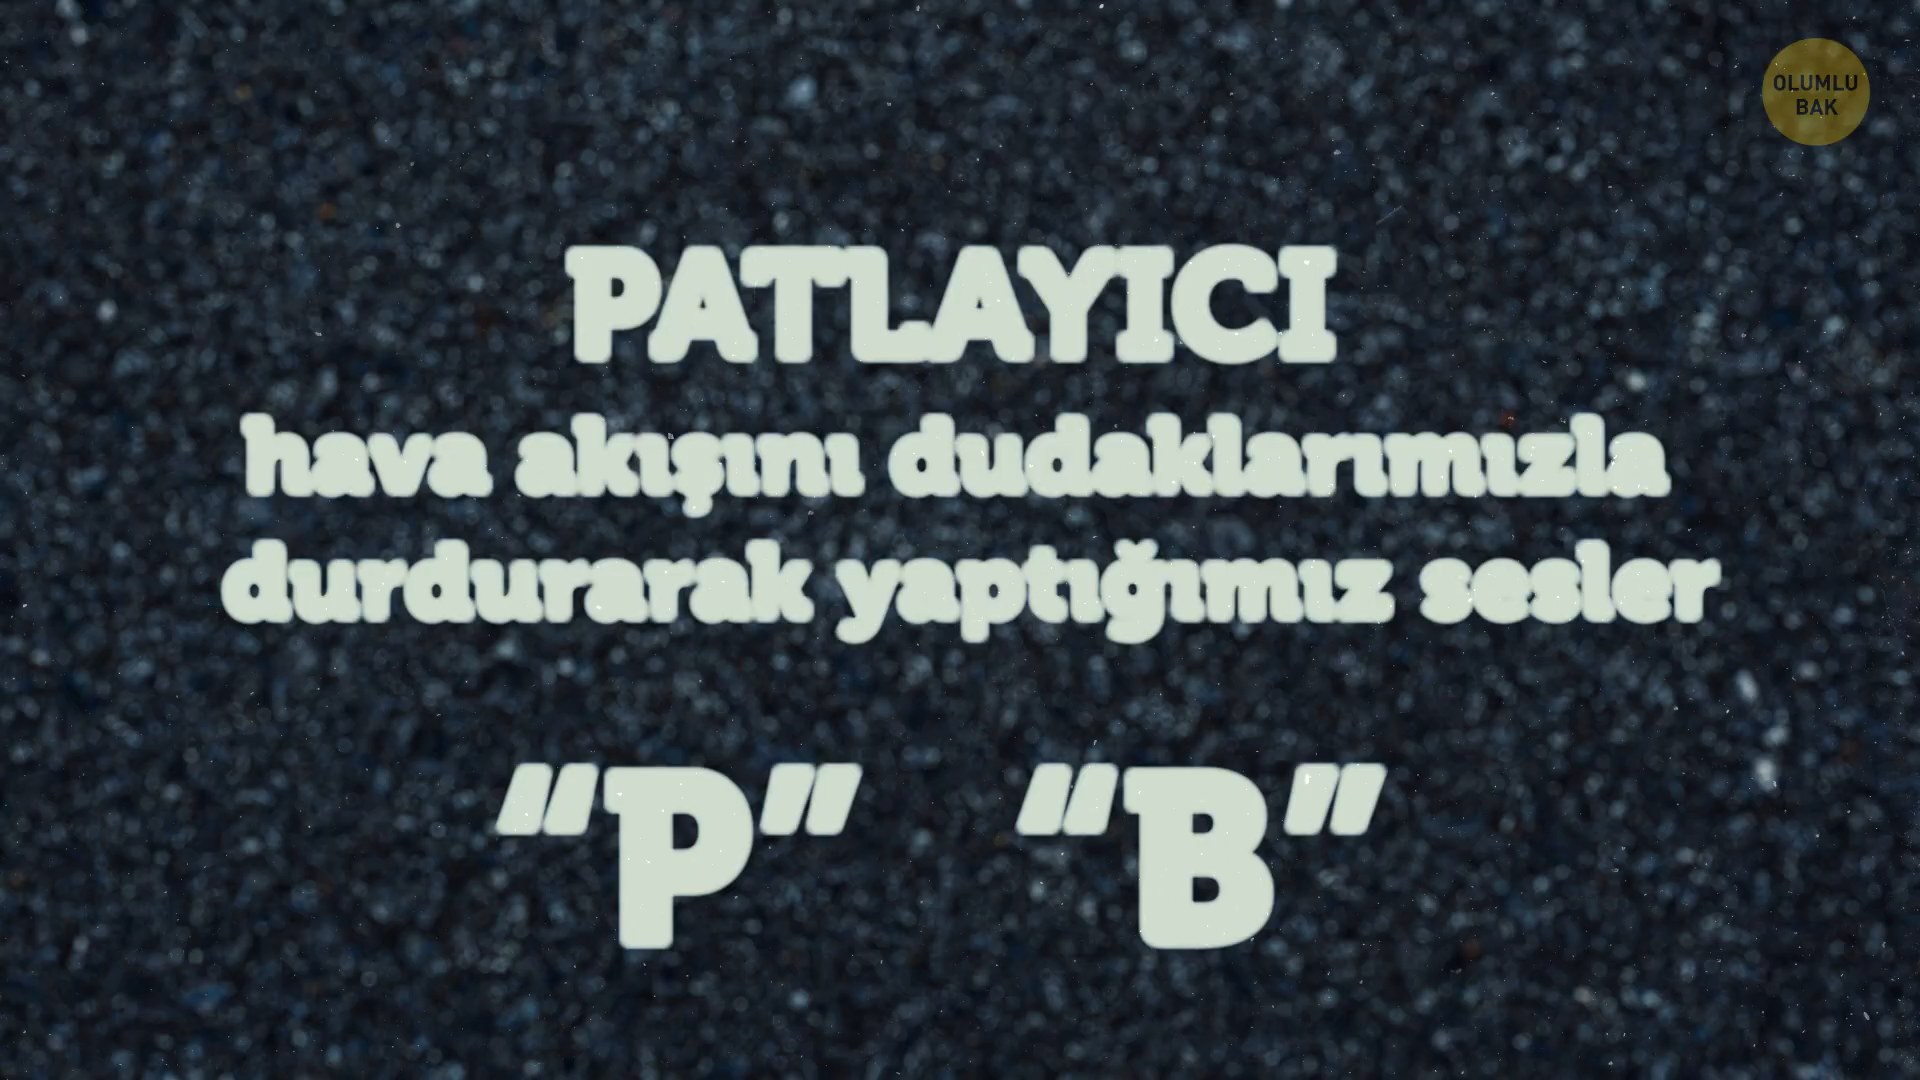 OLUMLU
BAK
PATLAYICI
hava akışını dudaklarımızla
durdurarak yaptığımız sesler
"P" "B"